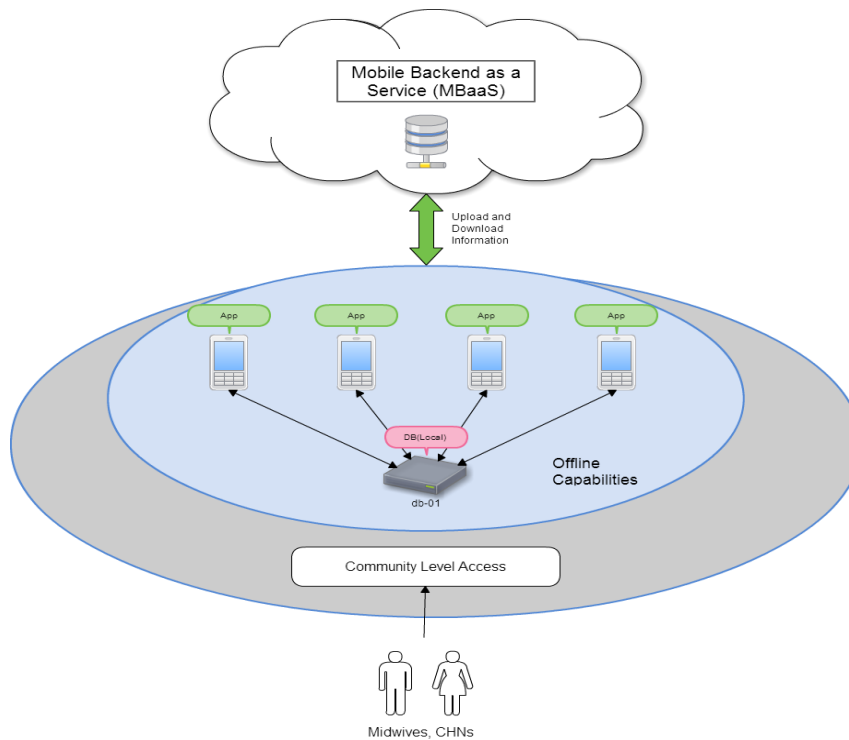 Mobile Backend as a
Service (MBaaS)
Upload and
Download
Information
App
App
App
App
DB(Local)
db-01
Offline
Capabilities
Community Level Access
Midwives, CHNs